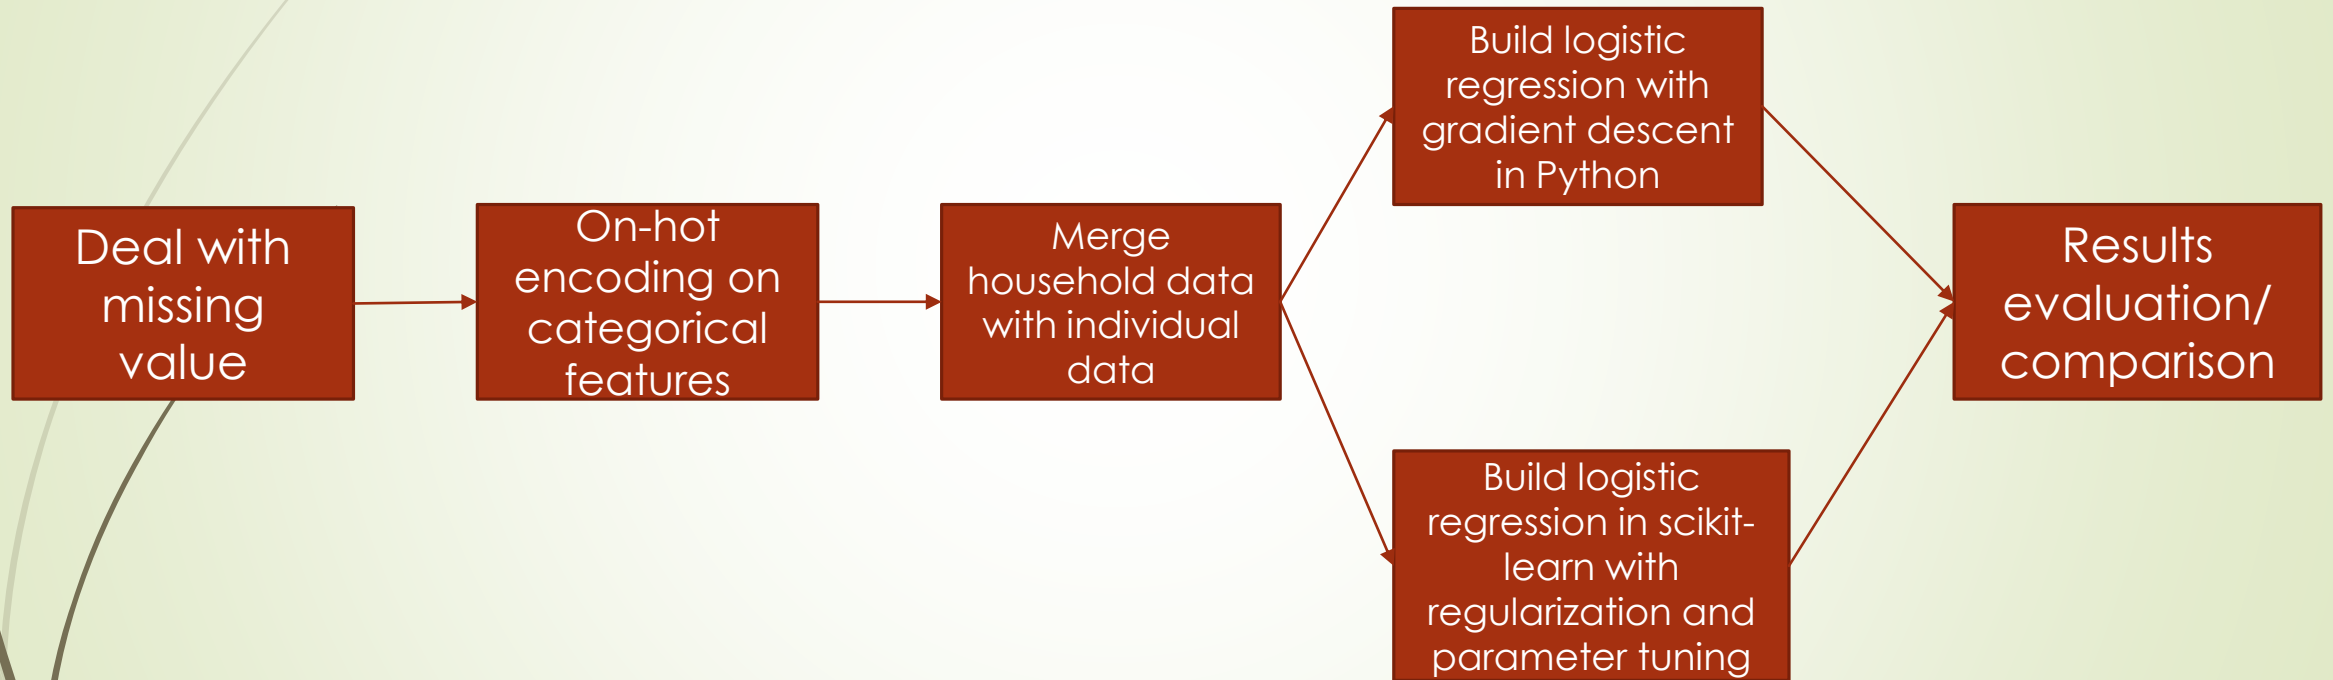 Deal with
missing
value
On-hot
encoding on
categorical
features
Merge
household data
with individual
data
Build logistic
regression with
gradient descent
in Python
Build logistic
regression in scikit-
learn with
regularization and
parameter tuning
Results
evaluation/
comparison